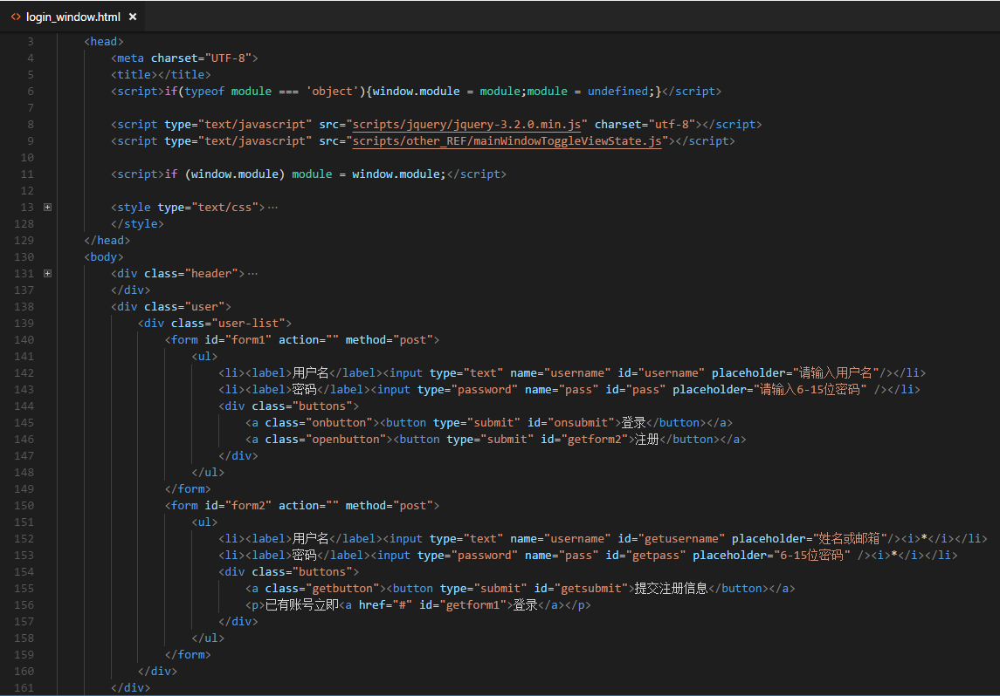 <> login_window.html ×
3 <head>
4 <meta charset="UTF-8">
5 <title></title>
6 <script>if(typeof module === 'object'){window.module = module;module = undefined;}</script>
7
8 <script type="text/javascript" src="scripts/jquery/jquery-3.2.0.min.js" charset="utf-8"></script>
9 <script type="text/javascript" src="scripts/other_REF/mainWindowToggleViewState.js"></script>
10
11 <script>if (window.module) module = window.module;</script>
12
13 <style type="text/css">…
128 </style>
129 </head>
130 <body>
131 <div class="header">…
137 </div>
138 <div class="user">
139 <div class="user-list">
140 <form id="form1" action="" method="post">
141 <ul>
142 <li><label>用户名</label><input type="text" name="username" id="username" placeholder="请输入用户名"/></li>
143 <li><label>密码</label><input type="password" name="pass" id="pass" placeholder="请输入6-15位密码" /></li>
144 <div class="buttons">
145 <a class="onbutton"><button type="submit" id="onsubmit">登录</button></a>
146 <a class="openbutton"><button type="submit" id="getform2">注册</button></a>
147 </div>
148 </ul>
149 </form>
150 <form id="form2" action="" method="post">
151 <ul>
152 <li><label>用户名</label><input type="text" name="username" id="getusername" placeholder="姓名或邮箱"/><i>*</i></li>
153 <li><label>密码</label><input type="password" name="pass" id="getpass" placeholder="6-15位密码" /><i>*</i></li>
154 <div class="buttons">
155 <a class="getbutton"><button type="submit" id="getsubmit">提交注册信息</button></a>
156 <p>已有账号立即<a href="#" id="getform1">登录</a></p>
157 </div>
158 </ul>
159 </form>
160 </div>
161 </div>